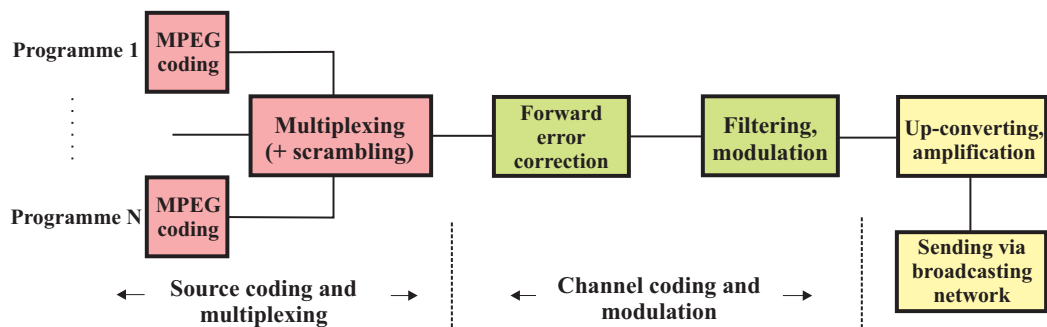 Programme 1
MPEG
coding
Multiplexing
(+ scrambling)
Forward
error
correction
Filtering,
modulation
Up-converting,
amplification
Programme N
MPEG
coding
Sending via
broadcasting
network
Source coding and
multiplexing
Channel coding and
modulation